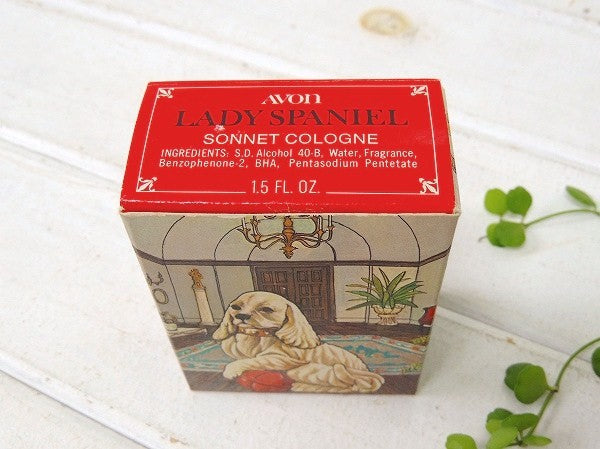 AVON
LADY SPANIEL
SONNET COLOGNE
INGREDIENTS: S.D. Alcohol 40-B, Water, Fragrance,
Benzophenone-2, BHA, Pentasodium Pentetate
1.5 FL. OZ.